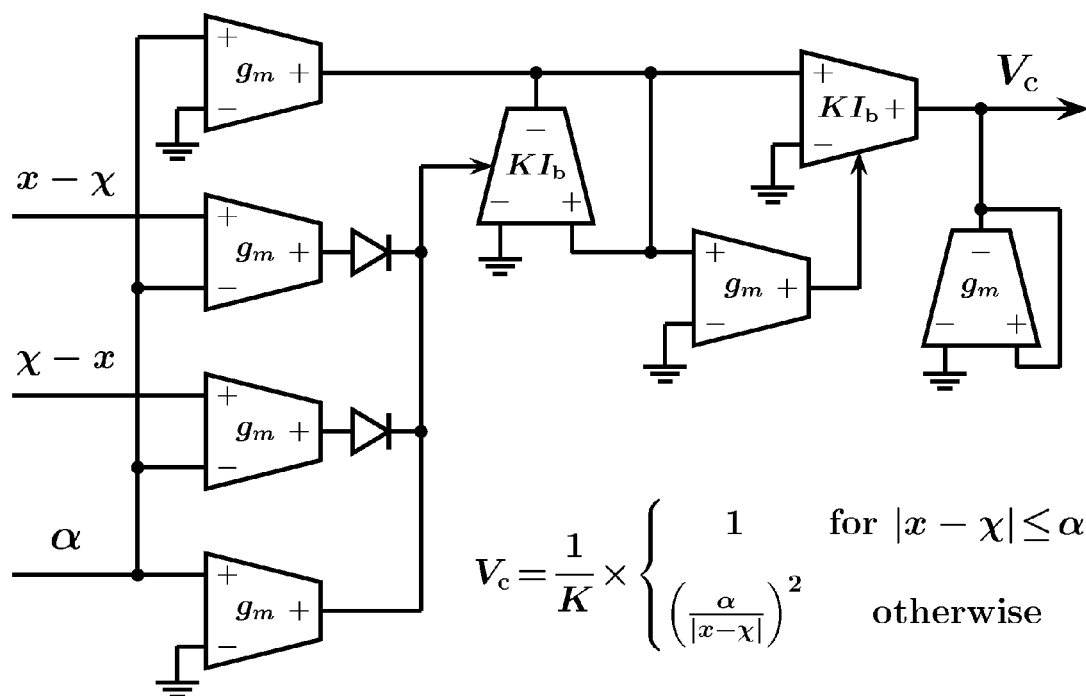 +
g_m +
−
V_c
+
KI_b +
−
−
KI_b
− +
x − χ
+
g_m +
−
+
g_m +
−
−
g_m
− +
χ − x
+
g_m +
−
α
+
g_m +
−
V_c = 1/K × { 1 for |x − χ| ≤ α
(α/|x−χ|)^2 otherwise